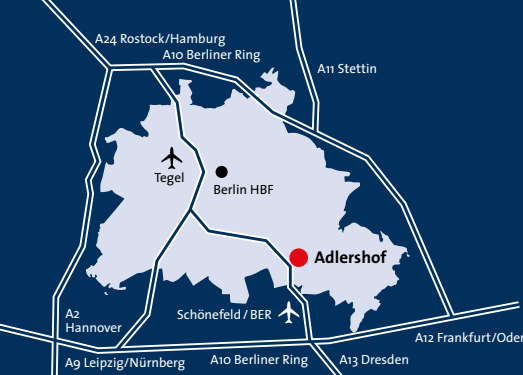 A24 Rostock/Hamburg
A10 Berliner Ring
A11 Stettin
Tegel
Berlin HBF
Adlershof
Schönefeld / BER
A2
Hannover
A9 Leipzig/Nürnberg
A10 Berliner Ring
A13 Dresden
A12 Frankfurt/Oder